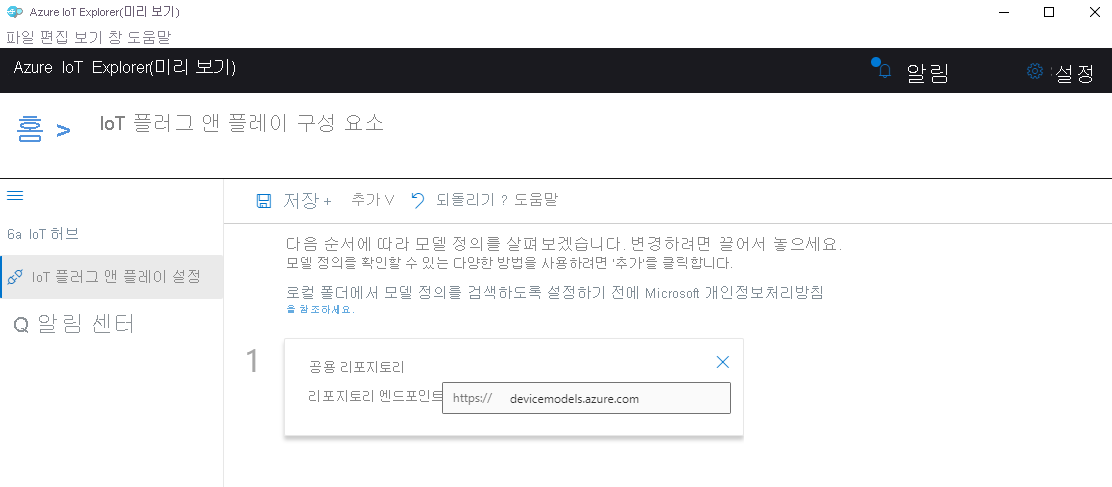 Azure IoT Explorer(미리 보기)
파일 편집 보기 창 도움말
Azure IoT Explorer(미리 보기)
알림
설정
홈 >
IoT 플러그 앤 플레이 구성 요소
저장 + 추가 V 되돌리기 ? 도움말
6a IoT 허브
IoT 플러그 앤 플레이 설정
Q 알림 센터
다음 순서에 따라 모델 정의를 살펴보겠습니다. 변경하려면 끌어서 놓으세요.
모델 정의를 확인할 수 있는 다양한 방법을 사용하려면 '추가'를 클릭합니다.
로컬 폴더에서 모델 정의를 검색하도록 설정하기 전에 Microsoft 개인정보처리방침
을 참조하세요.
1
공용 리포지토리
리포지토리 엔드포인트 https:// devicemodels.azure.com